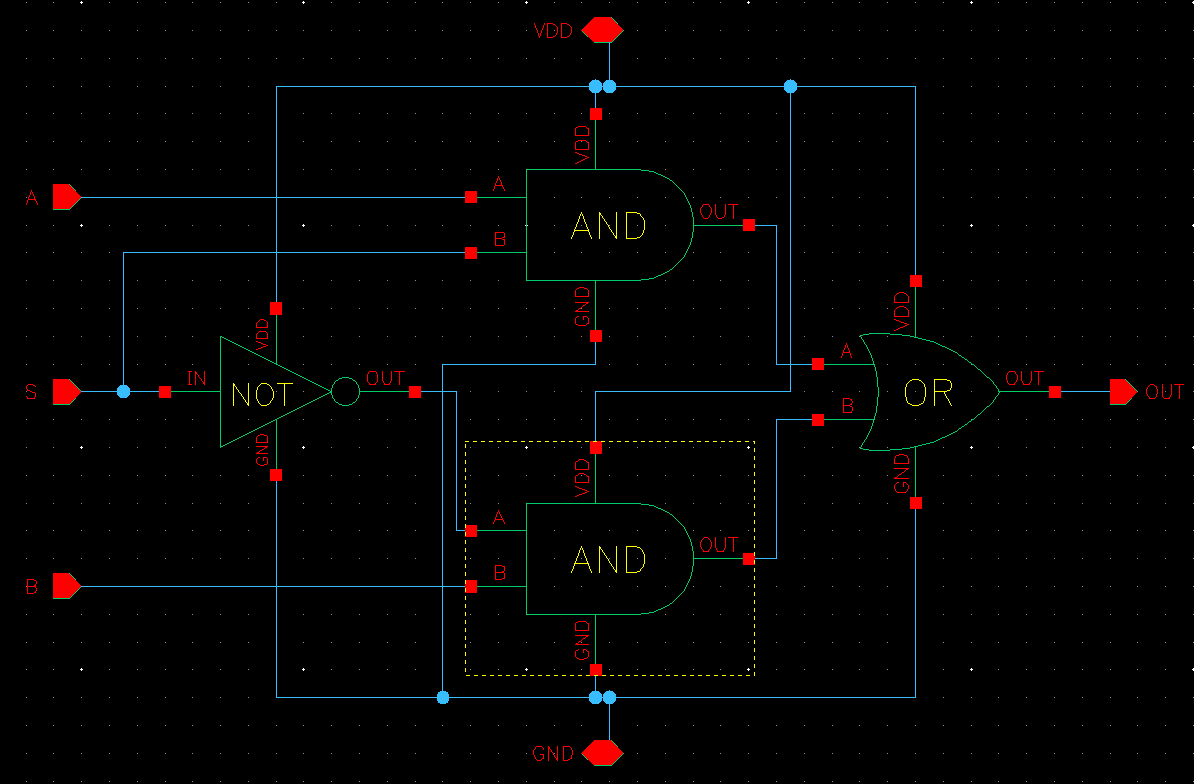 VDD
VDD
A
A
OUT
AND
B
GND
VDD
VDD
A
S
IN
NOT
OUT
OR
OUT
OUT
B
GND
VDD
GND
A
OUT
AND
B
B
GND
GND